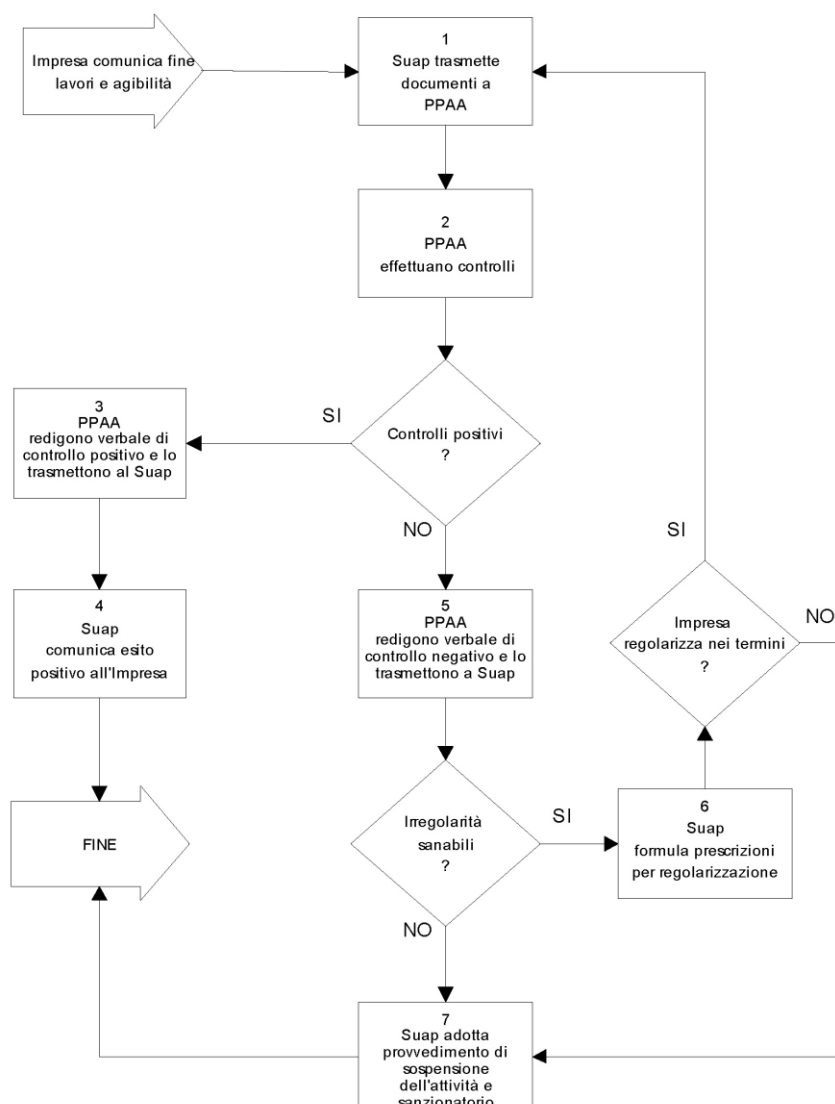 Impresa comunica fine
lavori e agibilità
1
Suap trasmette
documenti a
PPAA
2
PPAA
effettuano controlli
Controlli positivi
?
SI
NO
3
PPAA
redigono verbale di
controllo positivo e lo
trasmettono al Suap
4
Suap
comunica esito
positivo all'Impresa
FINE
5
PPAA
redigono verbale di
controllo negativo e lo
trasmettono a Suap
Irregolarità
sanabili
?
SI
NO
6
Suap
formula prescrizioni
per regolarizzazione
Impresa
regolarizza nei termini
?
SI
NO
7
Suap adotta
provvedimento di
sospensione
dell'attività e
sanzionatorio